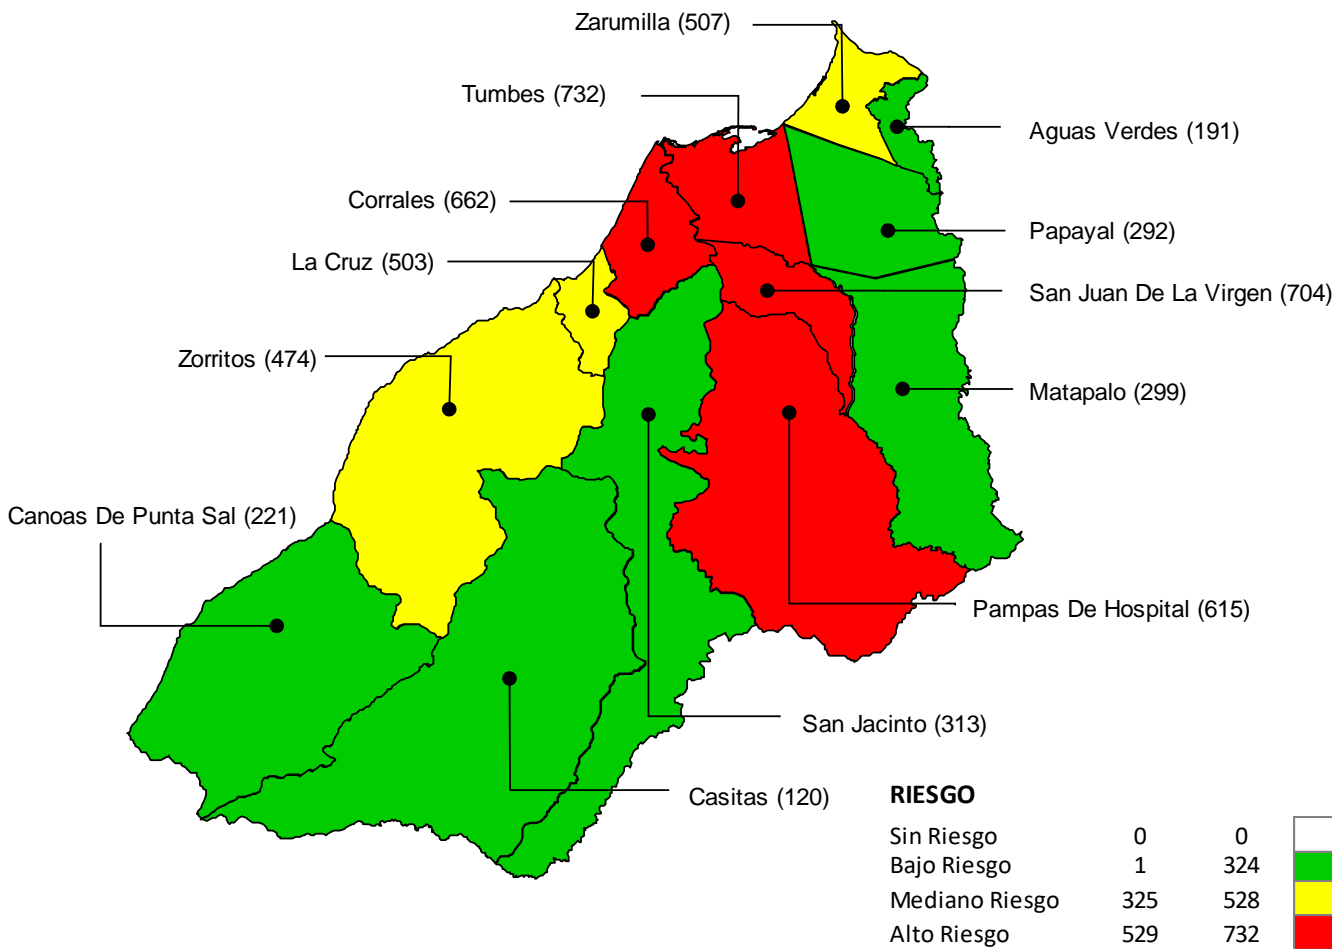 Zarumilla (507)
Tumbes (732)
Aguas Verdes (191)
Corrales (662)
Papayal (292)
La Cruz (503)
San Juan De La Virgen (704)
Zorritos (474)
Matapalo (299)
Canoas De Punta Sal (221)
Pampas De Hospital (615)
San Jacinto (313)
Casitas (120)
RIESGO
Sin Riesgo 0 0
Bajo Riesgo 1 324
Mediano Riesgo 325 528
Alto Riesgo 529 732